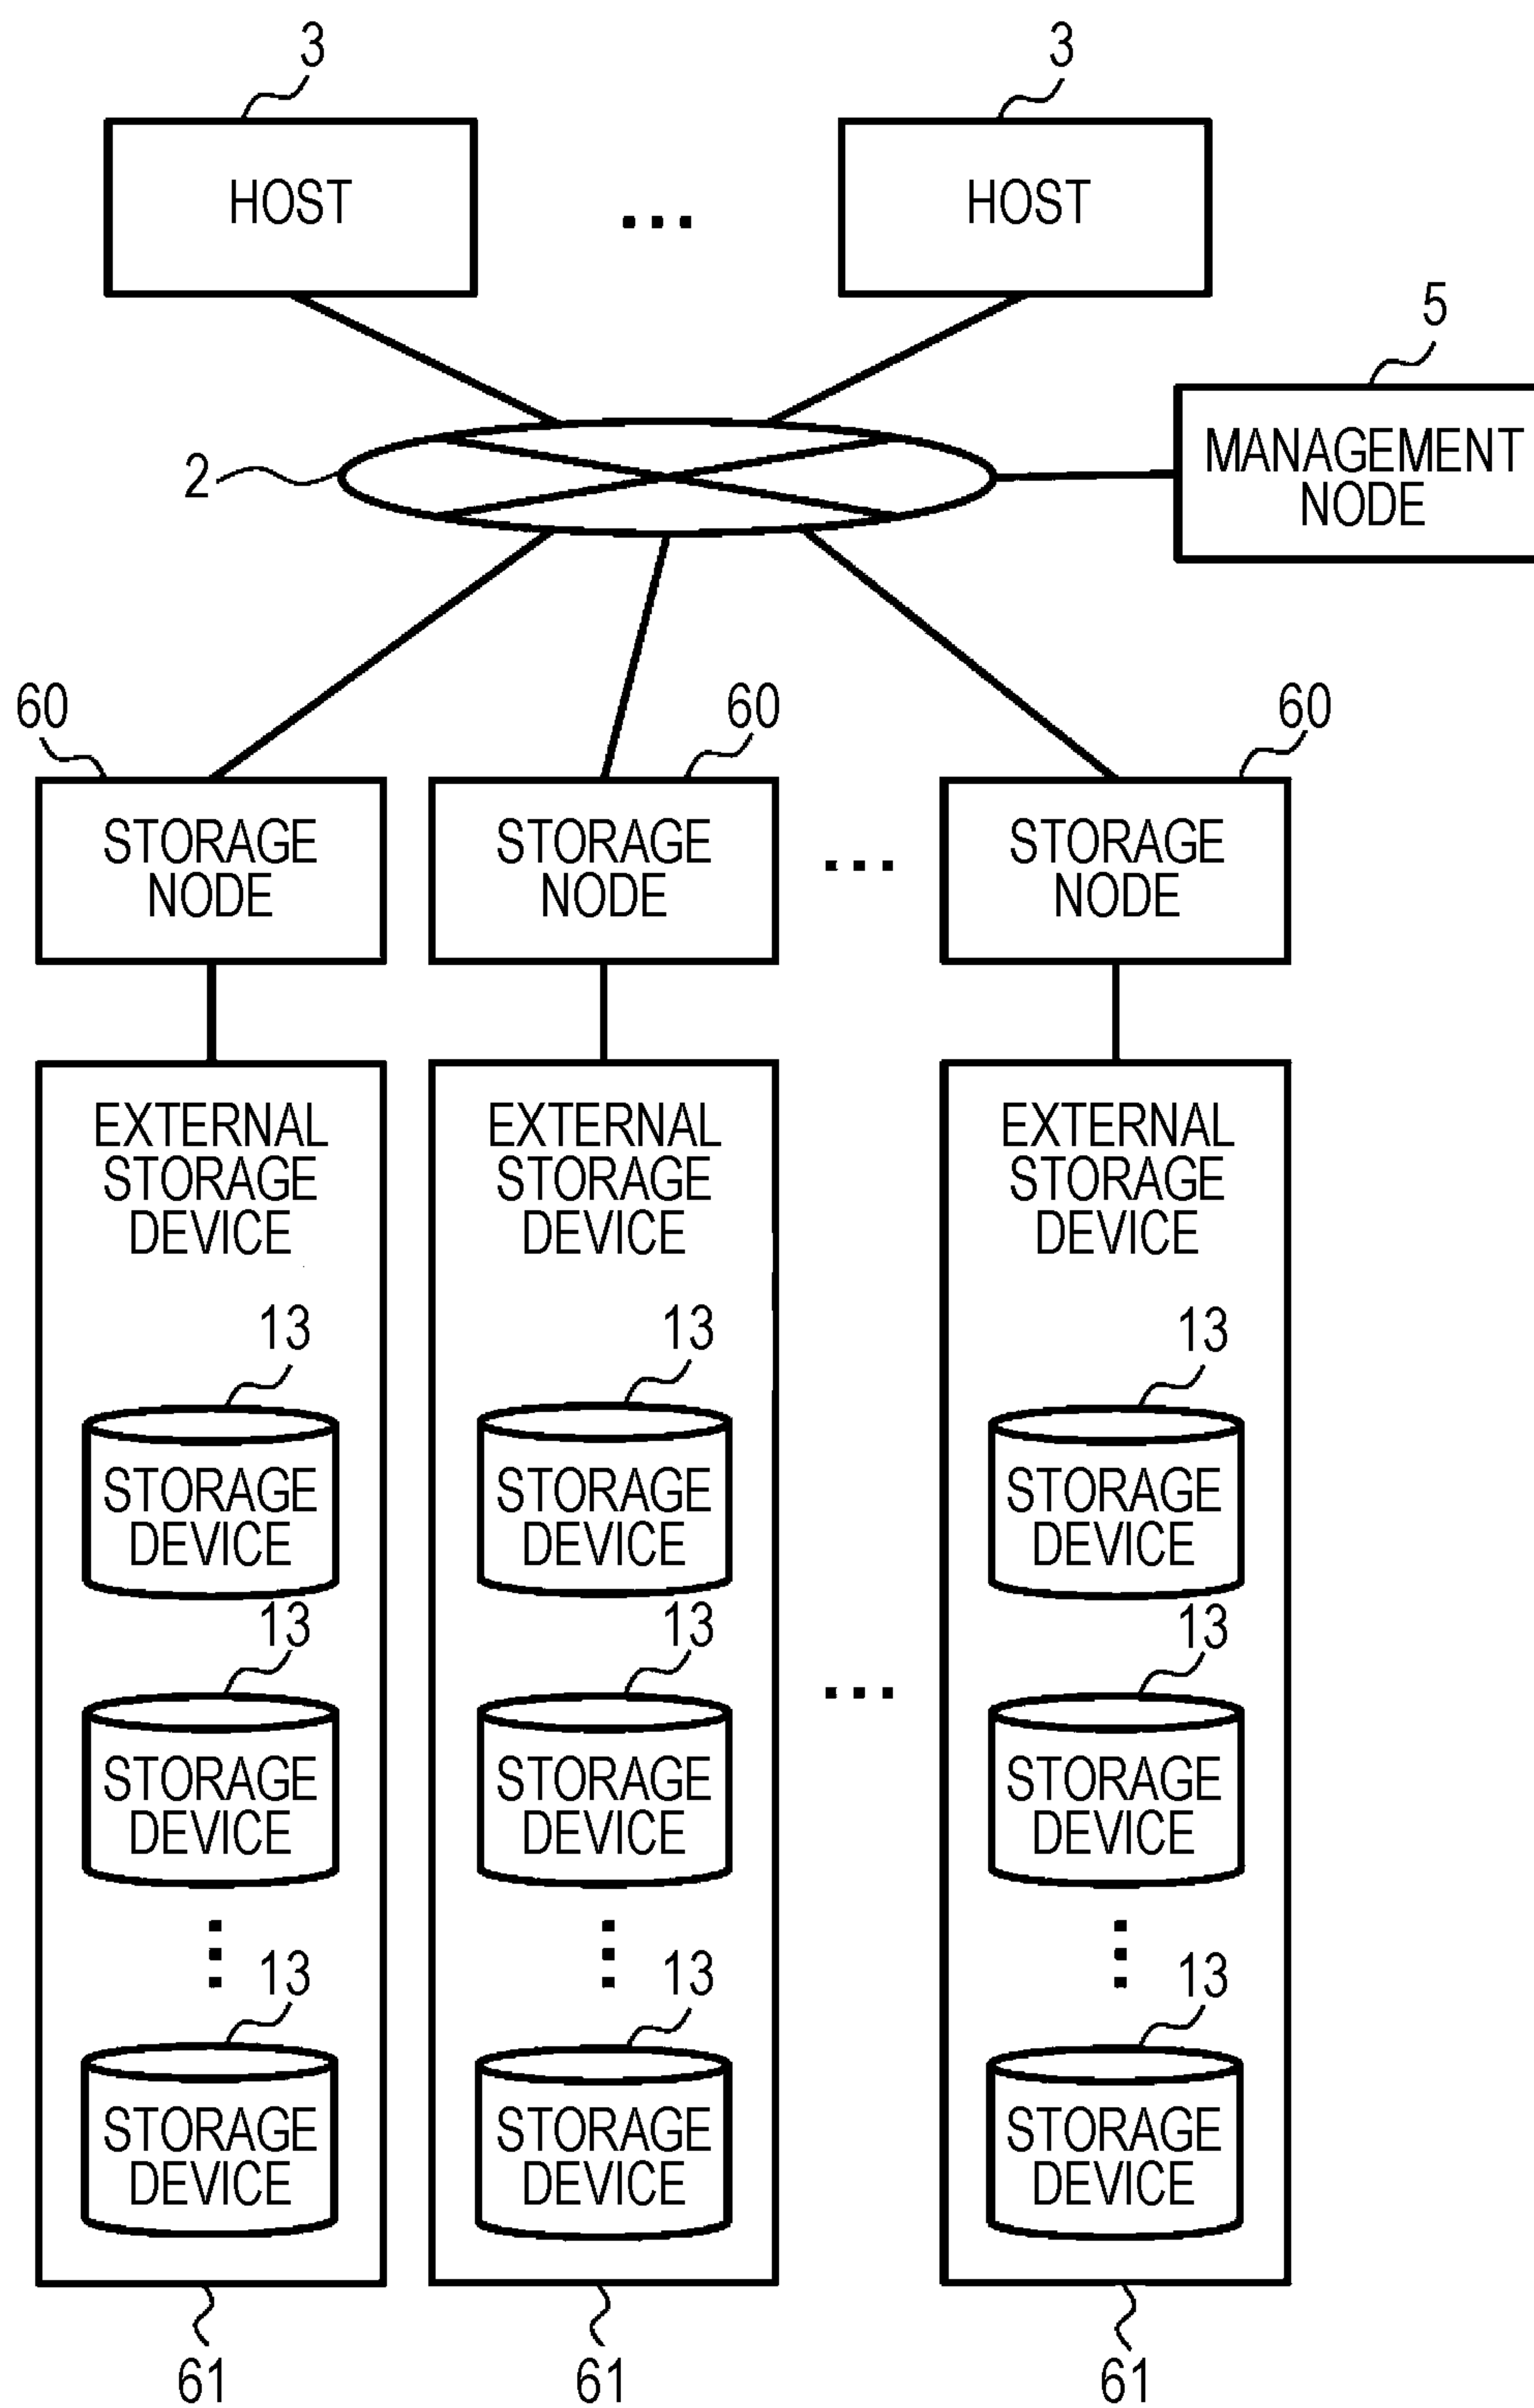 3 3
HOST ... HOST
5
MANAGEMENT
NODE
2
60 60 60
STORAGE STORAGE ... STORAGE
NODE NODE NODE
EXTERNAL EXTERNAL EXTERNAL
STORAGE STORAGE STORAGE
DEVICE DEVICE DEVICE
13 13 13
STORAGE STORAGE STORAGE
DEVICE DEVICE DEVICE
13 13 13
...
STORAGE STORAGE STORAGE
DEVICE DEVICE DEVICE
13 13 13
STORAGE STORAGE STORAGE
DEVICE DEVICE DEVICE
61 61 61